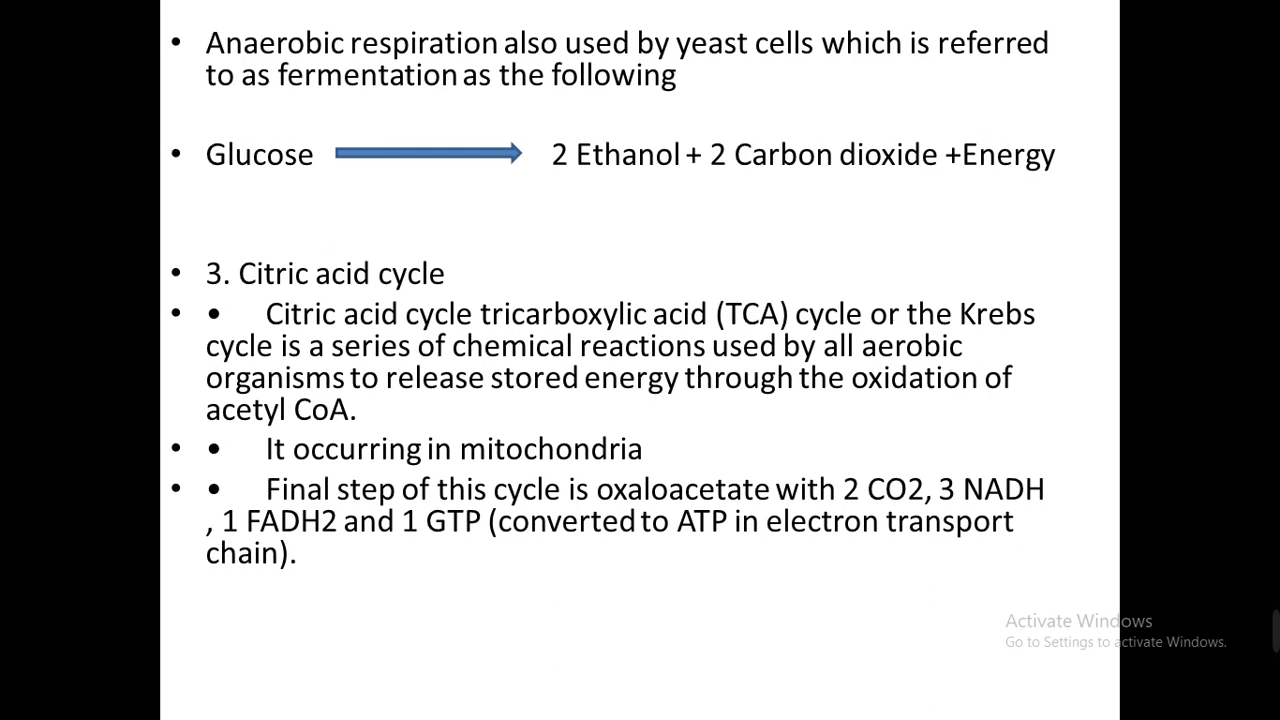 • Anaerobic respiration also used by yeast cells which is referred
to as fermentation as the following
• Glucose 2 Ethanol + 2 Carbon dioxide +Energy
• 3. Citric acid cycle
• • Citric acid cycle tricarboxylic acid (TCA) cycle or the Krebs
cycle is a series of chemical reactions used by all aerobic
organisms to release stored energy through the oxidation of
acetyl CoA.
• • It occurring in mitochondria
• • Final step of this cycle is oxaloacetate with 2 CO2, 3 NADH
, 1 FADH2 and 1 GTP (converted to ATP in electron transport
chain).
Activate Windows
Go to Settings to activate Windows.